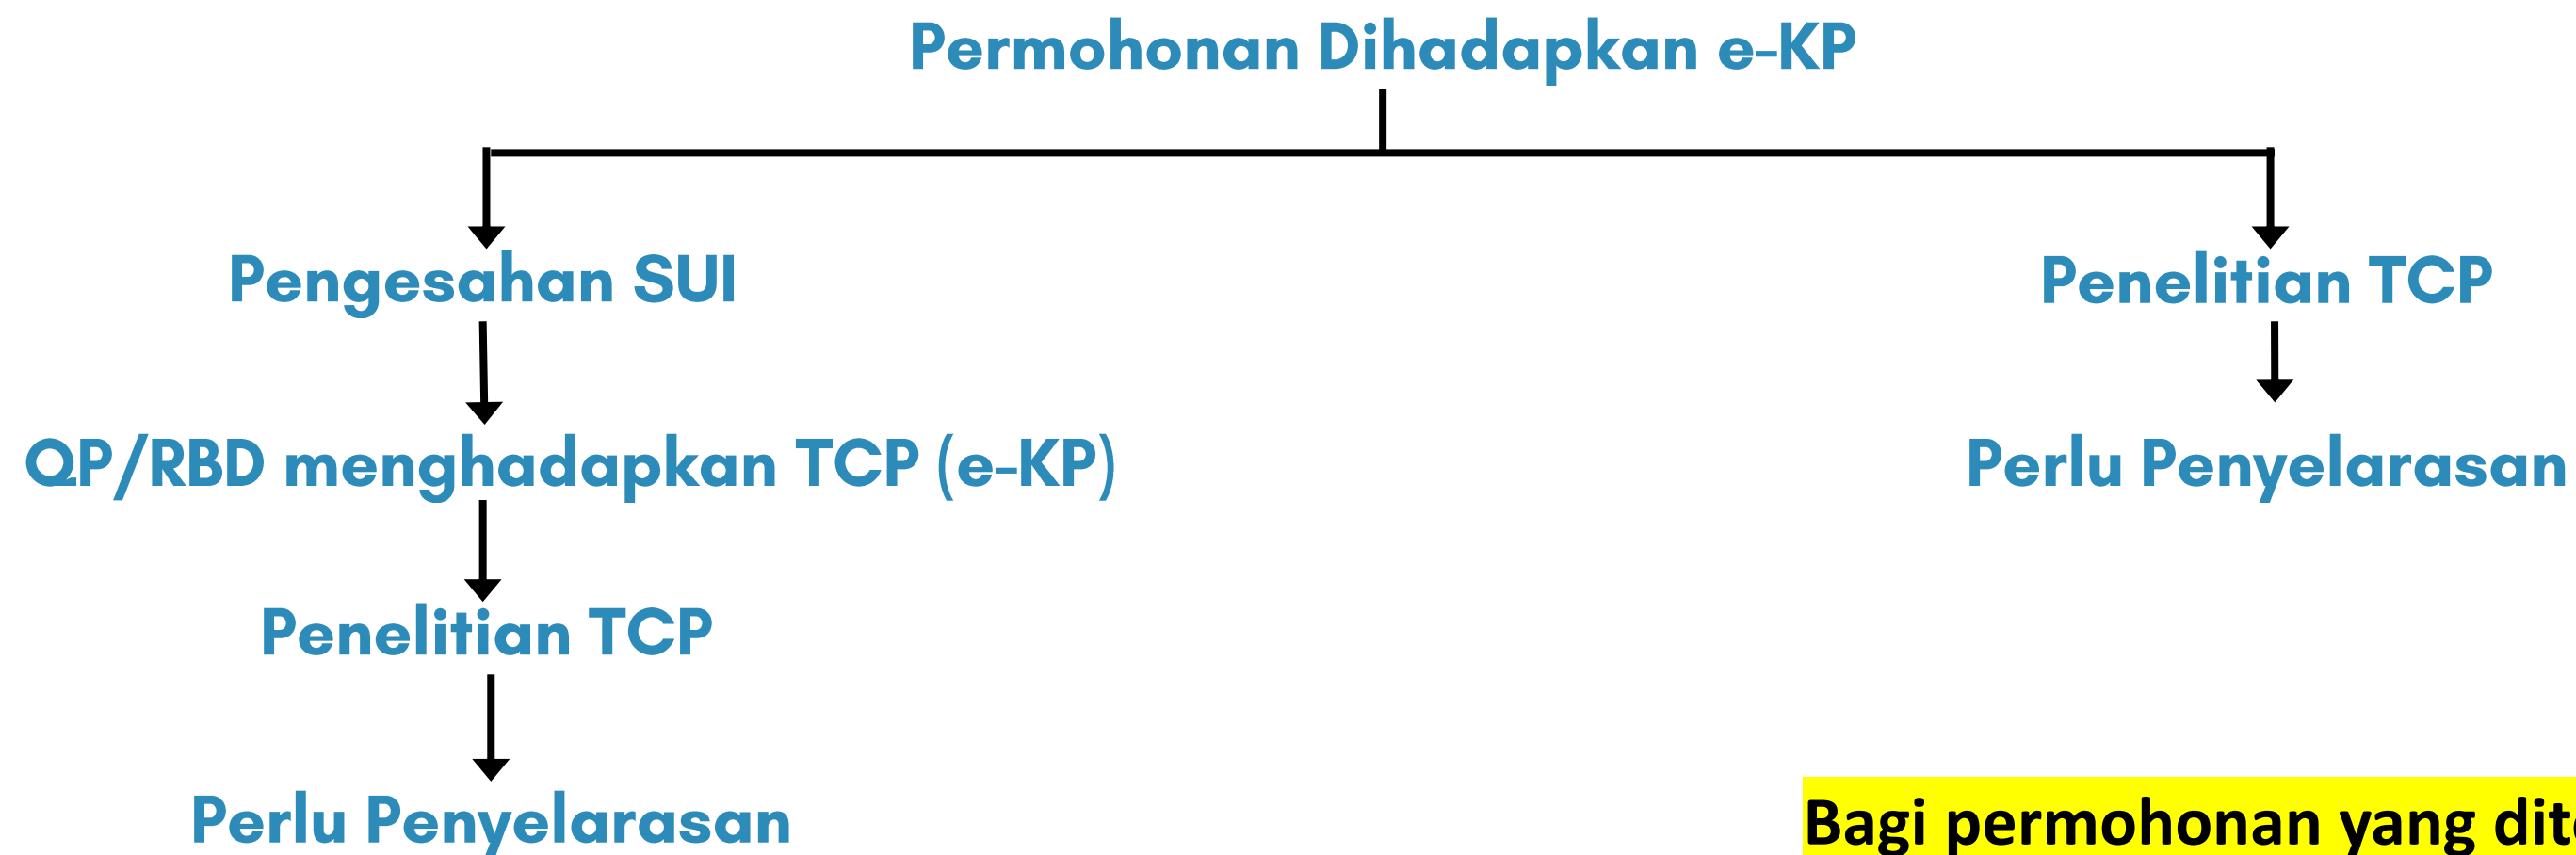 Permohonan Dihadapkan e-KP
Pengesahan SUI
Penelitian TCP
QP/RBD menghadapkan TCP (e-KP)
Perlu Penyelarasan
Penelitian TCP
Perlu Penyelarasan
Bagi permohonan yang